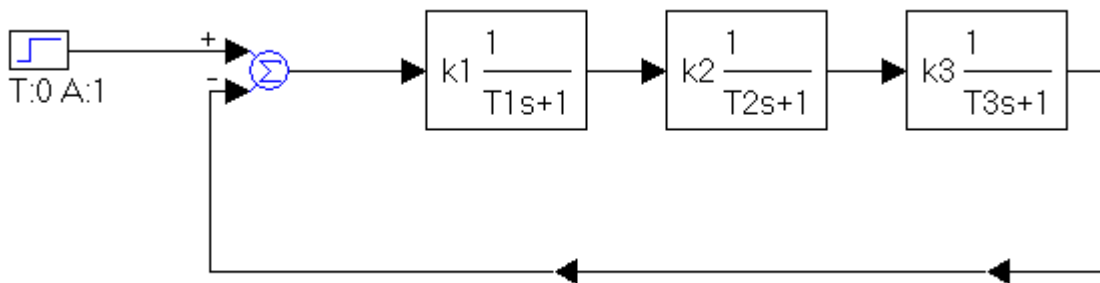 +
T:0 A:1
-
Σ
k1 1
T1s+1
k2 1
T2s+1
k3 1
T3s+1